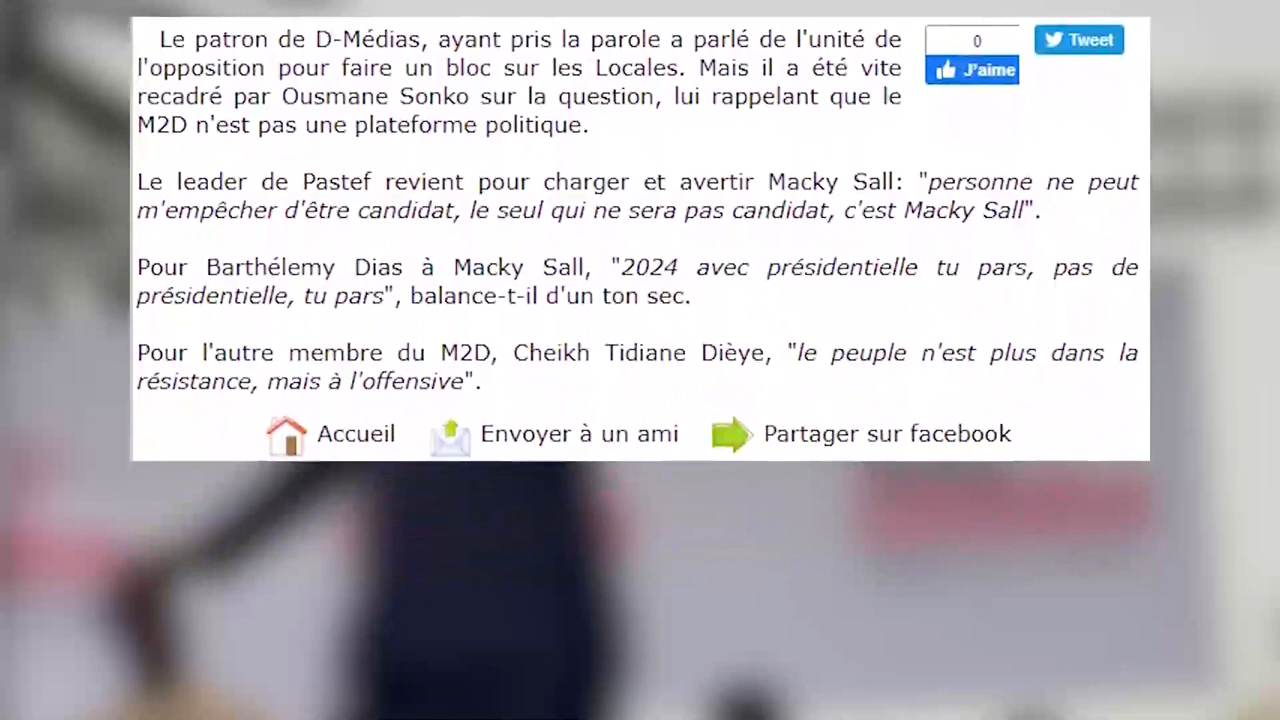 Le patron de D-Médias, ayant pris la parole a parlé de l'unité de
l'opposition pour faire un bloc sur les Locales. Mais il a été vite
recadré par Ousmane Sonko sur la question, lui rappelant que le
M2D n'est pas une plateforme politique.
0
Tweet
J'aime
Le leader de Pastef revient pour charger et avertir Macky Sall: "personne ne peut
m'empêcher d'être candidat, le seul qui ne sera pas candidat, c'est Macky Sall".
Pour Barthélemy Dias à Macky Sall, "2024 avec présidentielle tu pars, pas de
présidentielle, tu pars", balance-t-il d'un ton sec.
Pour l'autre membre du M2D, Cheikh Tidiane Dièye, "le peuple n'est plus dans la
résistance, mais à l'offensive".
Accueil Envoyer à un ami Partager sur facebook